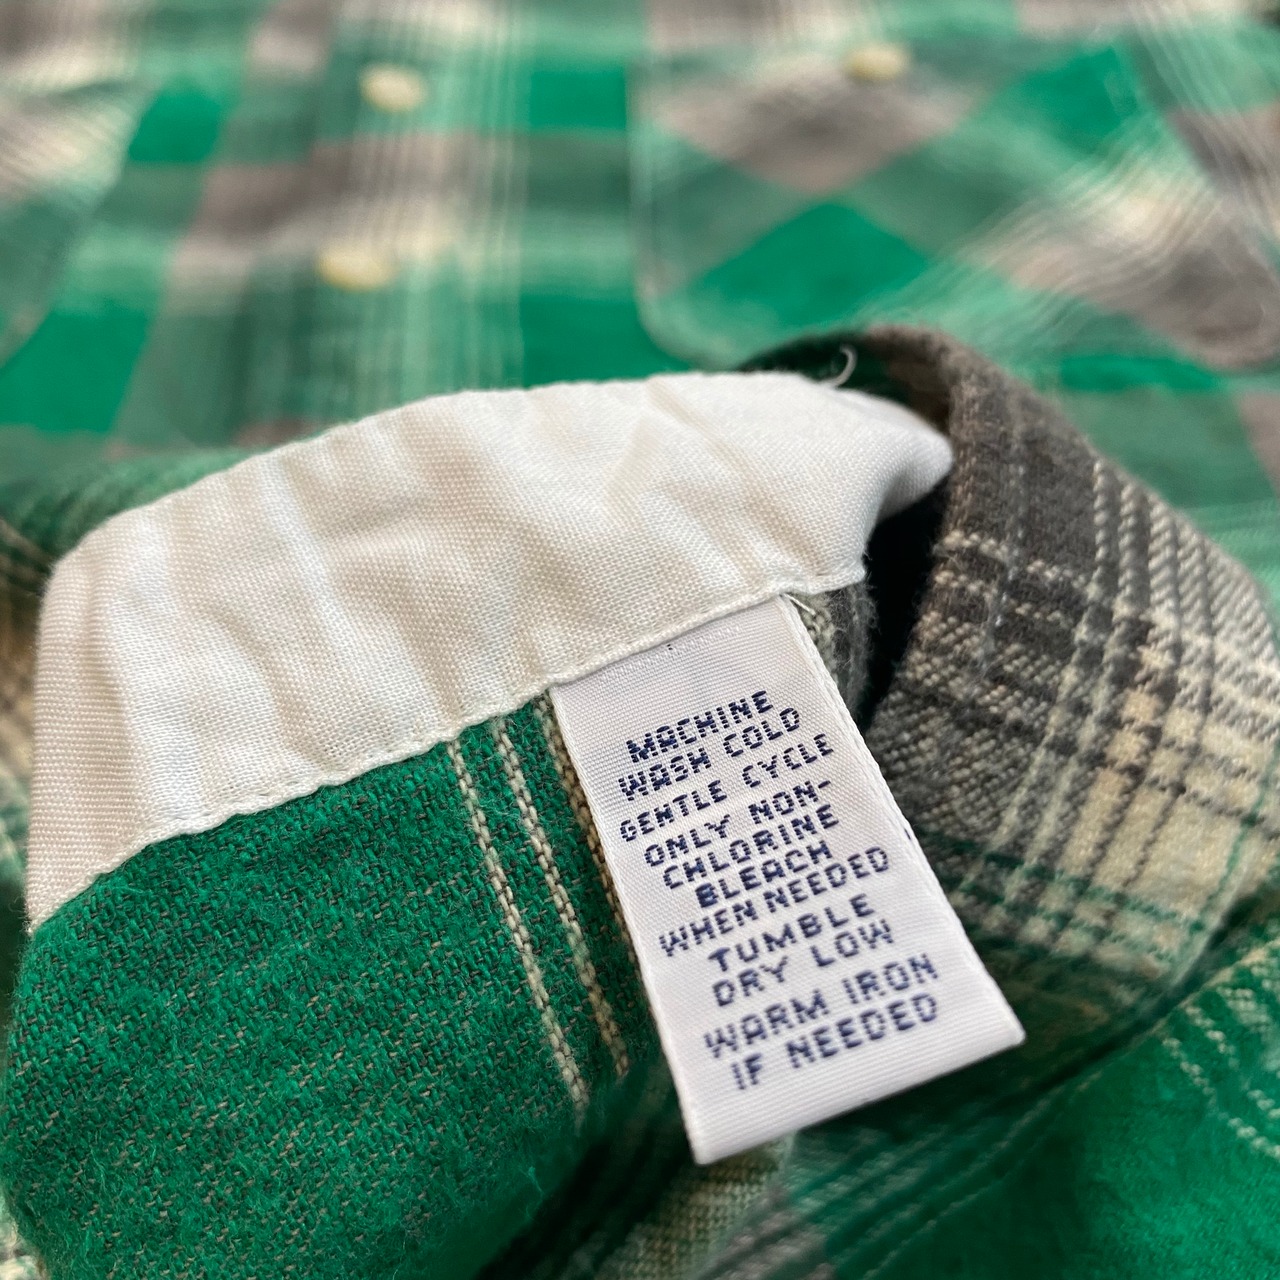 MACHINE
WASH COLD
GENTLE CYCLE
ONLY NON-
CHLORINE
BLEACH
WHEN NEEDED
TUMBLE
DRY LOW
WARM IRON
IF NEEDED